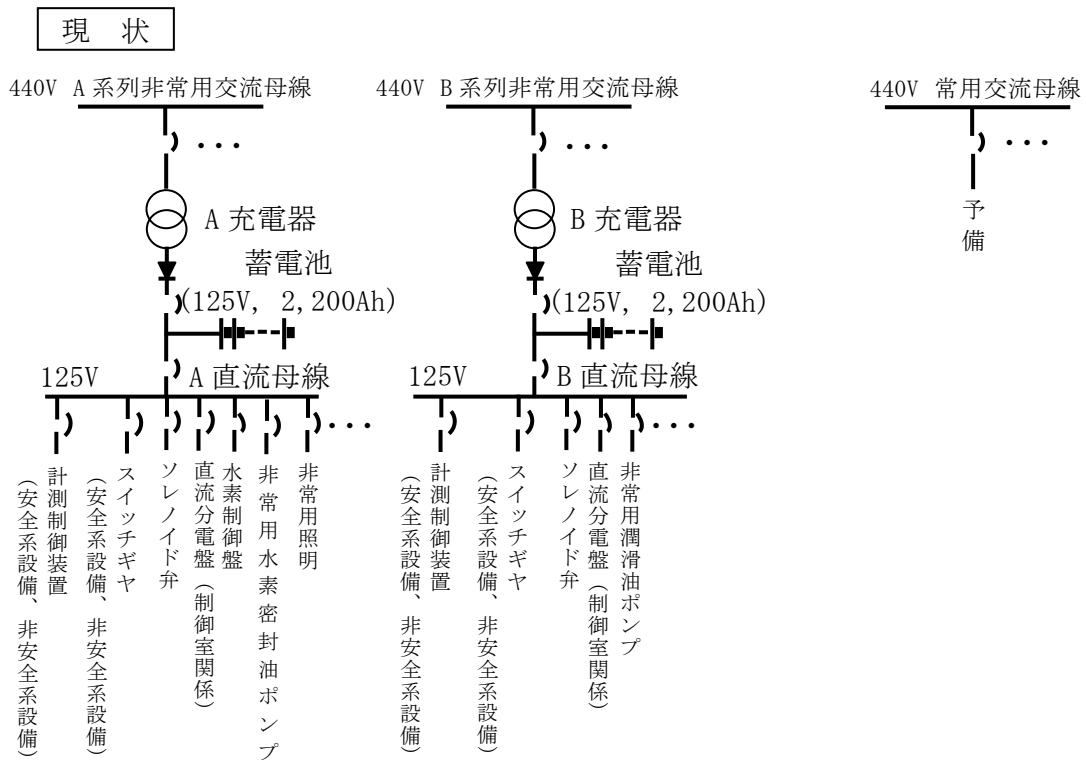 現 状
440V A系列非常用交流母線
440V B系列非常用交流母線
440V 常用交流母線
・・・
・・・
・・・
予備
A充電器
B充電器
蓄電池
(125V, 2,200Ah)
蓄電池
(125V, 2,200Ah)
125V
A直流母線
125V
B直流母線
・・・
・・・
計測制御装置
(安全系設備、非安全系設備)
スイッチギヤ
(安全系設備、非安全系設備)
ソレノイド弁
直流分電盤(制御室関係)
水素制御盤
非常用水素密封油ポンプ
非常用照明
計測制御装置
(安全系設備、非安全系設備)
スイッチギヤ
(安全系設備、非安全系設備)
ソレノイド弁
直流分電盤(制御室関係)
非常用潤滑油ポンプ